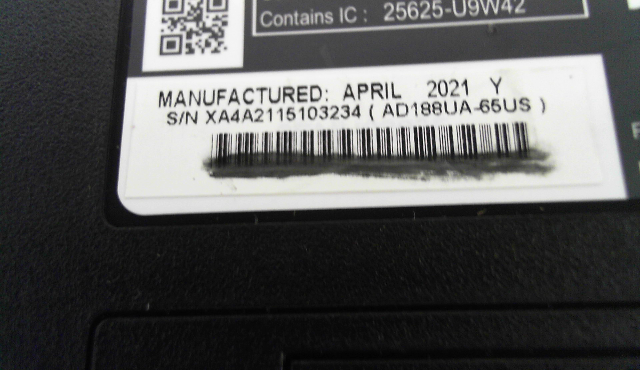 Contains IC : 25625-U9W42
MANUFACTURED: APRIL 2021 Y
S/N XA4A2115103234 ( AD188UA-65US )